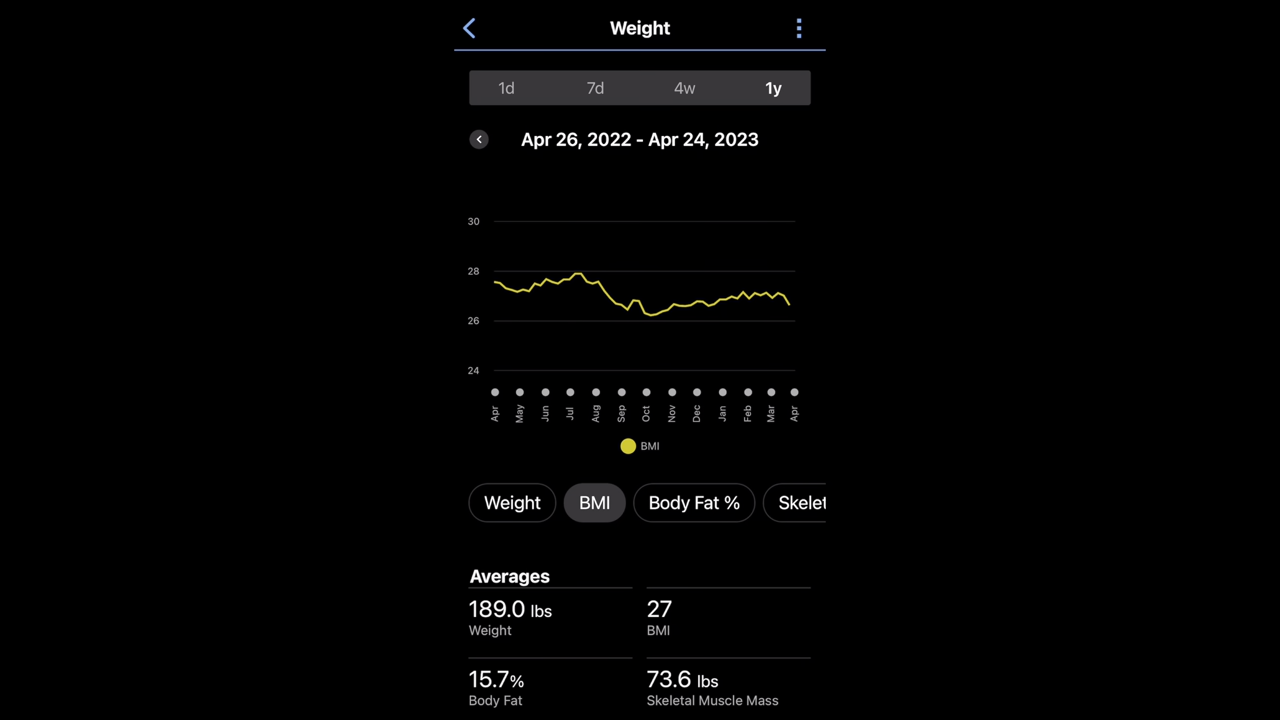 Weight
1d 7d 4w 1y
Apr 26, 2022 - Apr 24, 2023
30
28
26
24
Apr May Jun Jul Aug Sep Oct Nov Dec Jan Feb Mar Apr
BMI
Weight BMI Body Fat % Skelet
Averages
189.0 lbs 27
Weight BMI
15.7% 73.6 lbs
Body Fat Skeletal Muscle Mass